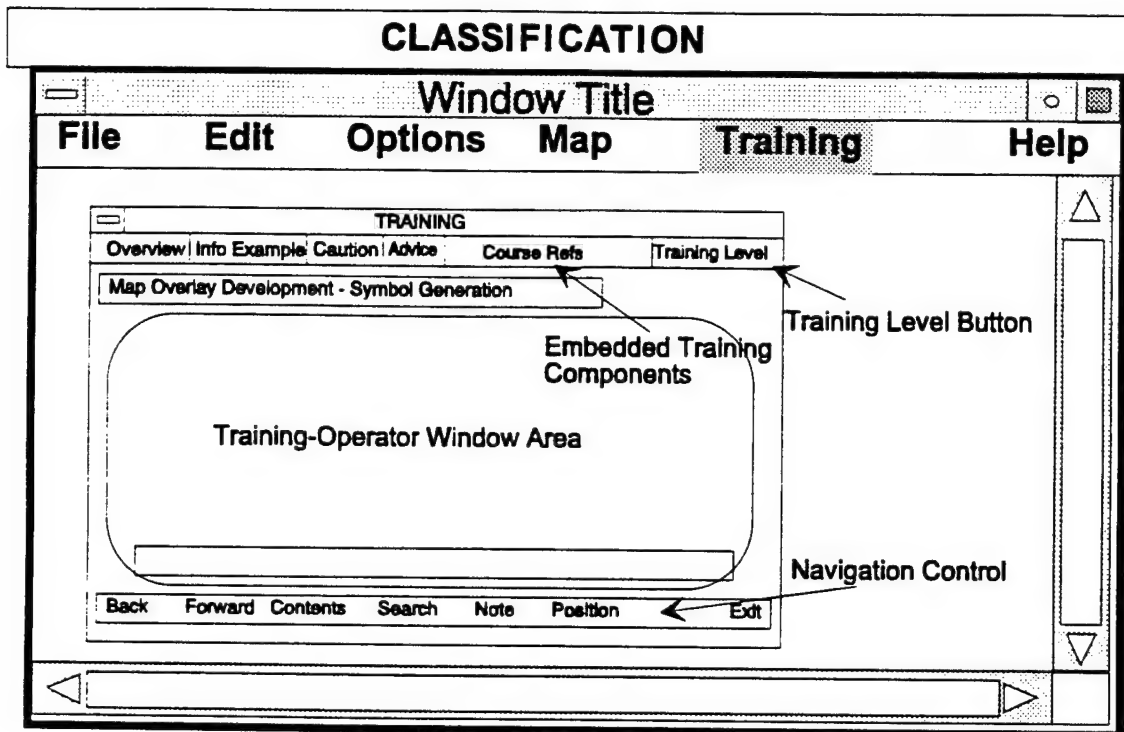 CLASSIFICATION
Window Title
File Edit Options Map Training Help
TRAINING
Overview Info Example Caution Advice Course Refs Training Level
Map Overlay Development - Symbol Generation
Training Level Button
Embedded Training
Components
Training-Operator Window Area
Navigation Control
Back Forward Contents Search Note Position Exit